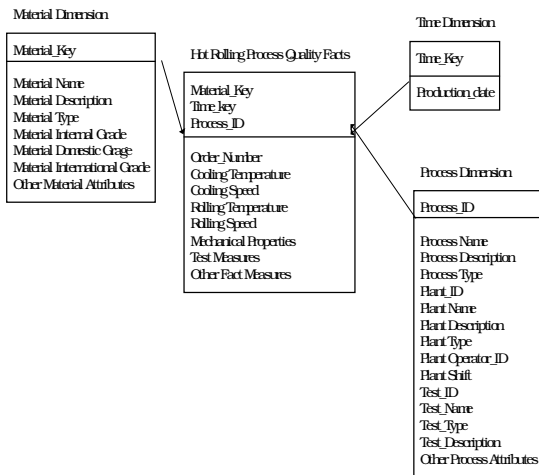 Material Dimension
Material_Key
Material Name
Material Description
Material Type
Material Internal Grade
Material Domestic Grage
Material International Grade
Other Material Attributes
Hot Rolling Process Quality Facts
Material_Key
Time_key
Process_ID
Order_Number
Cooling Temperature
Cooling Speed
Rolling Temperature
Rolling Speed
Mechanical Properties
Test Measures
Other Fact Measures
Time Dimension
Time_Key
Production_date
Process Dimension
Process_ID
Process Name
Process Description
Process Type
Plant_ID
Plant Name
Plant Description
Plant Type
Plant Operator_ID
Plant Shift
Test_ID
Test_Name
Test_Type
Test_Description
Other Process Attributes